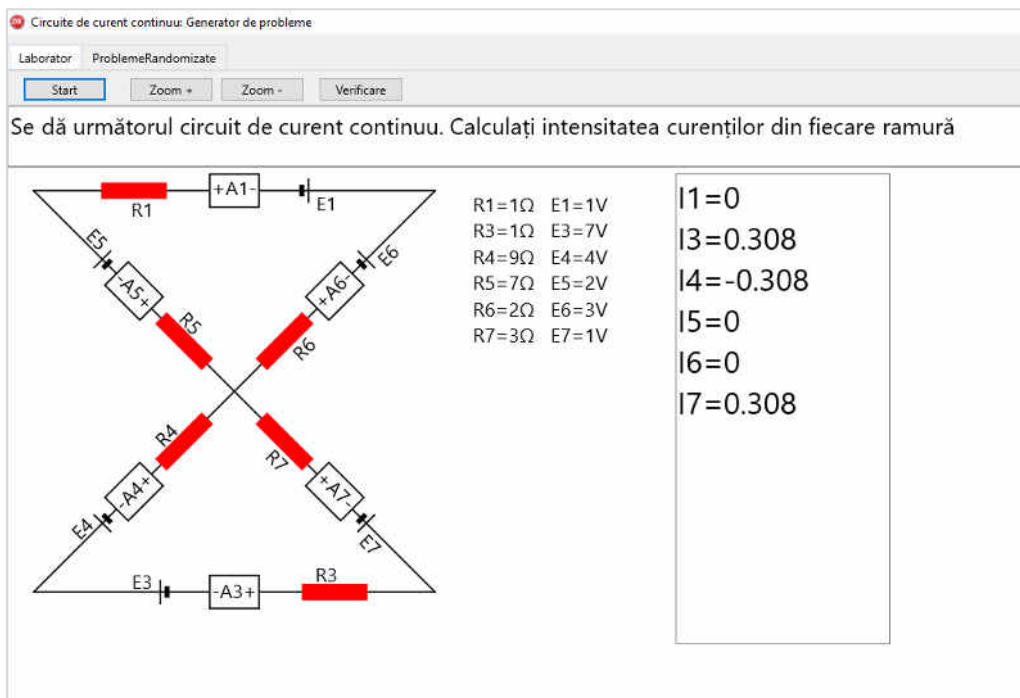 Circuite de curent continuu: Generator de probleme
Laborator ProblemeRandomizate
Start Zoom + Zoom - Verificare
Se dă următorul circuit de curent continuu. Calculați intensitatea curenților din fiecare ramură
R1
+A1-
E1
E5
-A5+
R5
E6
+A6-
R6
R4
-A4+
E4
R7
+A7-
E7
E3
-A3+
R3
R1=1Ω E1=1V
R3=1Ω E3=7V
R4=9Ω E4=4V
R5=7Ω E5=2V
R6=2Ω E6=3V
R7=3Ω E7=1V
I1=0
I3=0.308
I4=-0.308
I5=0
I6=0
I7=0.308